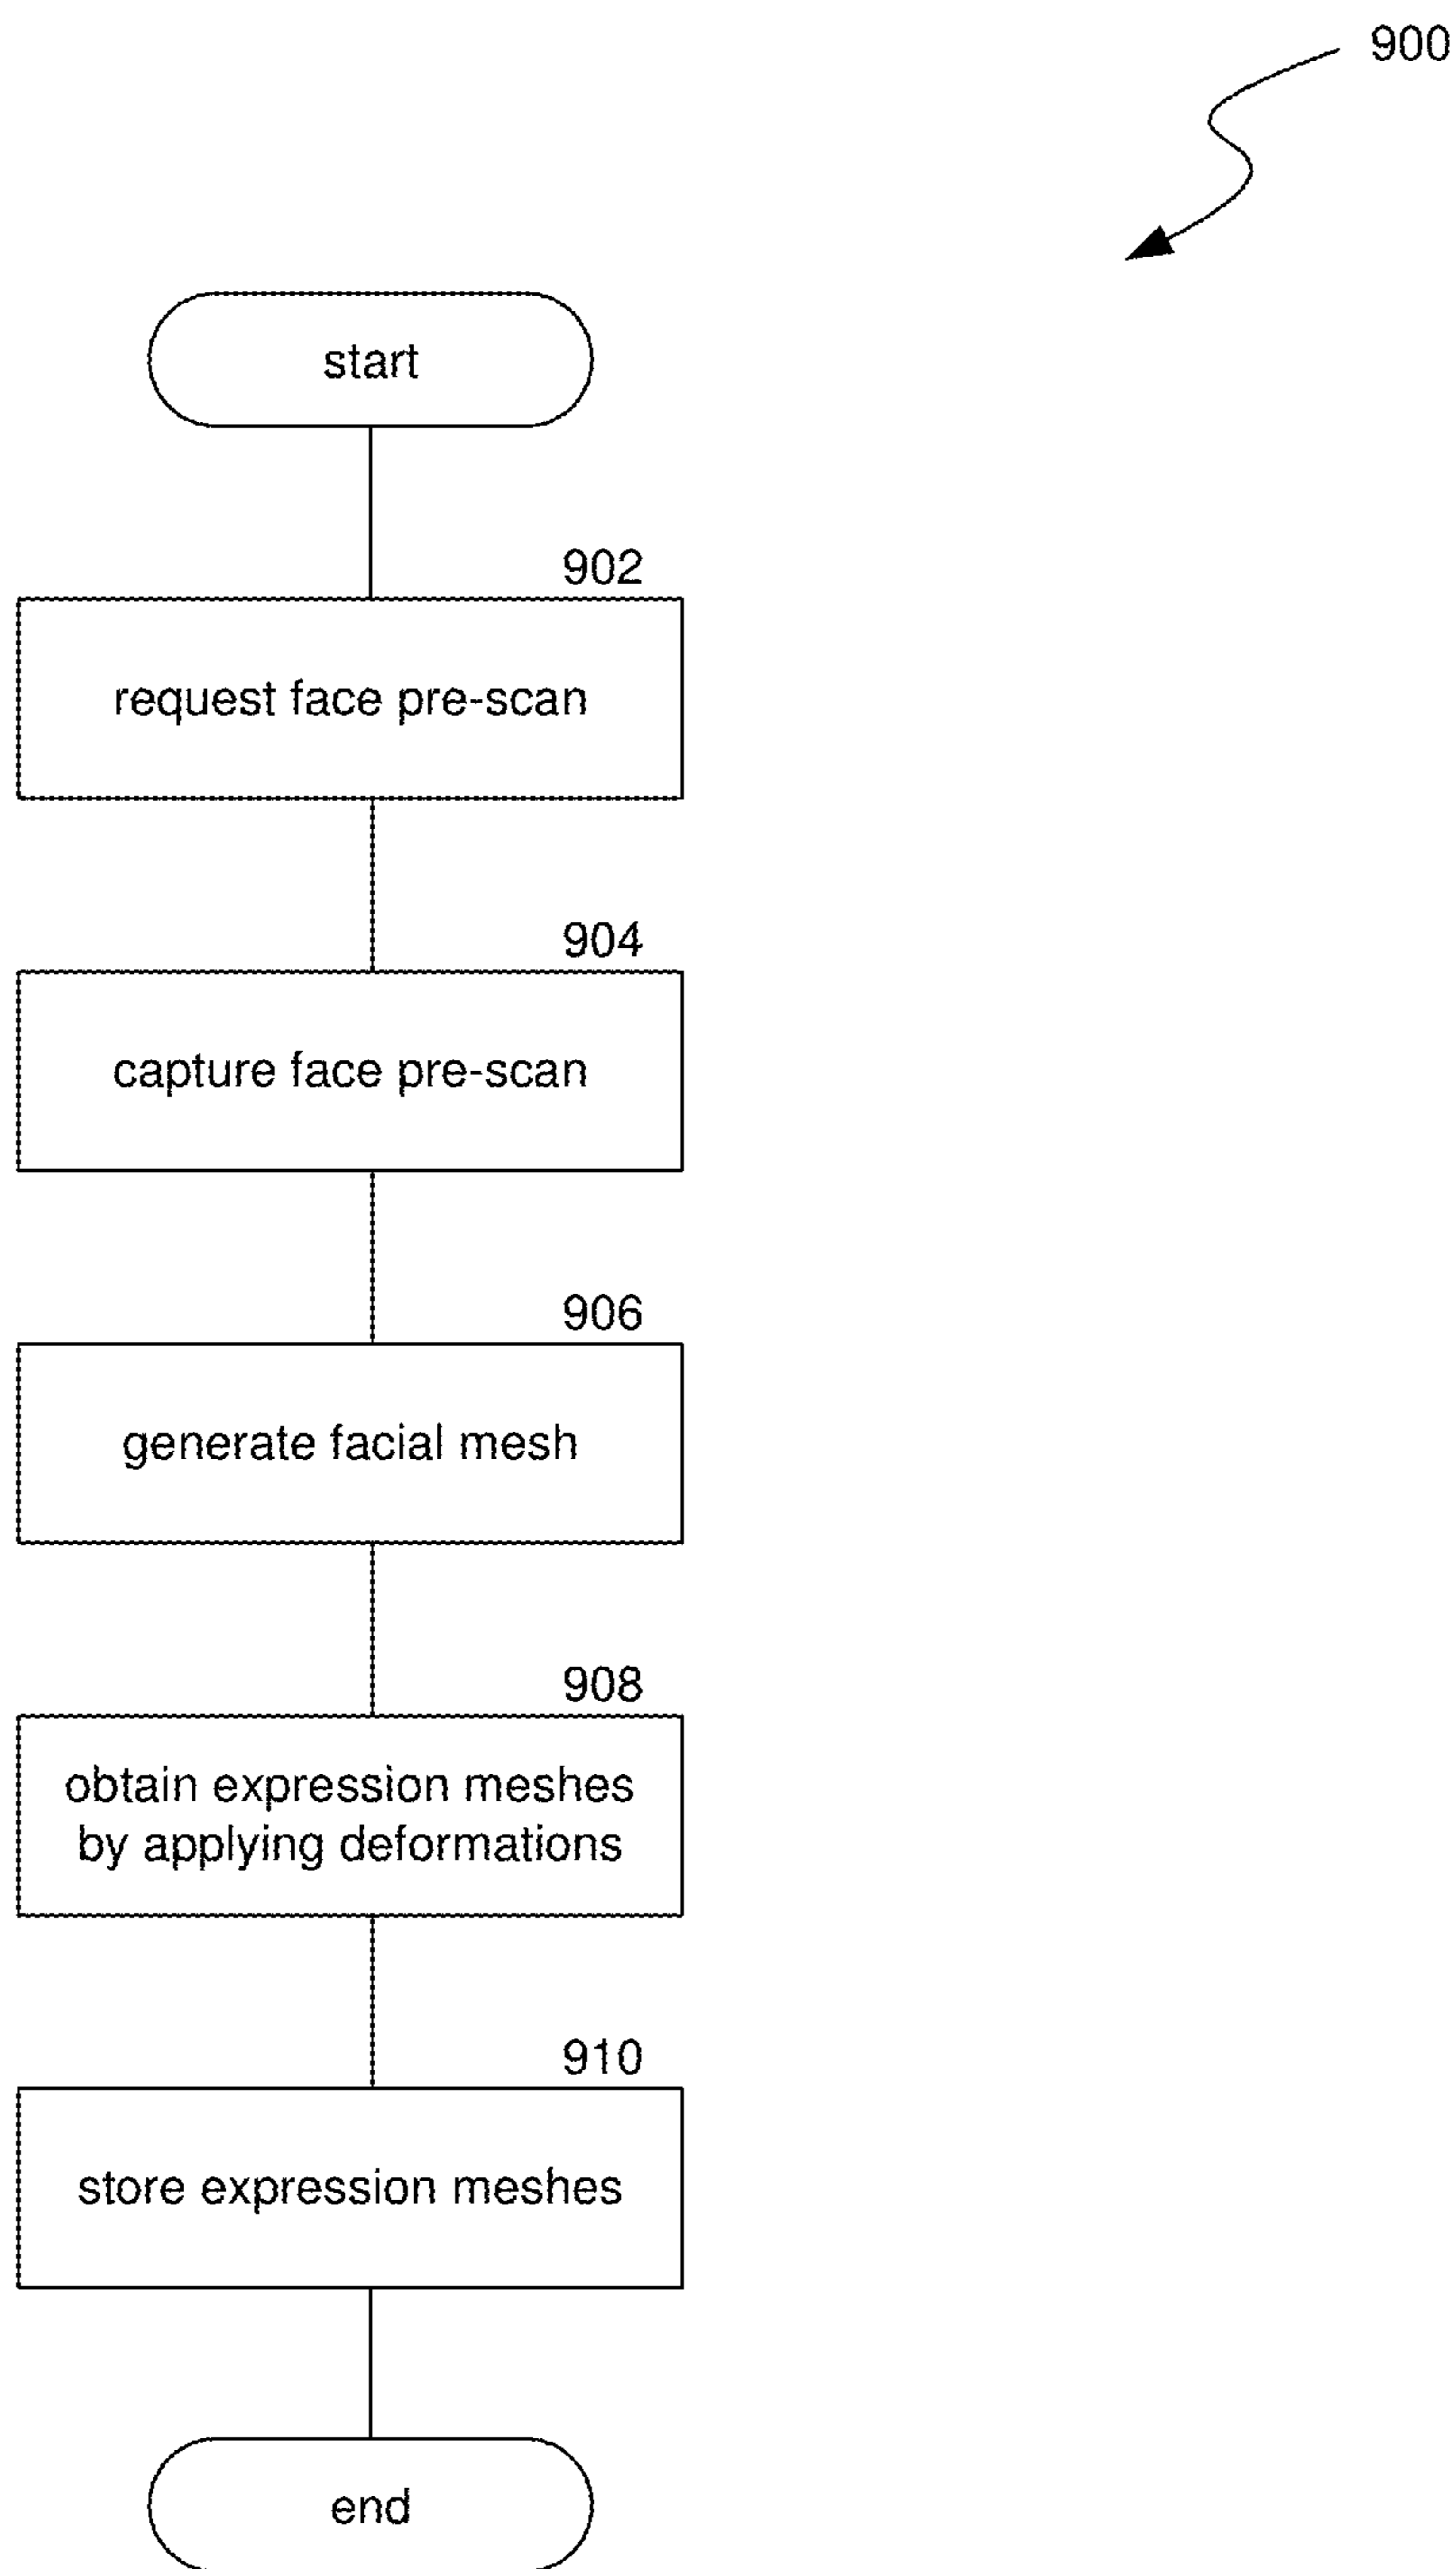 900
start
902
request face pre-scan
904
capture face pre-scan
906
generate facial mesh
908
obtain expression meshes
by applying deformations
910
store expression meshes
end